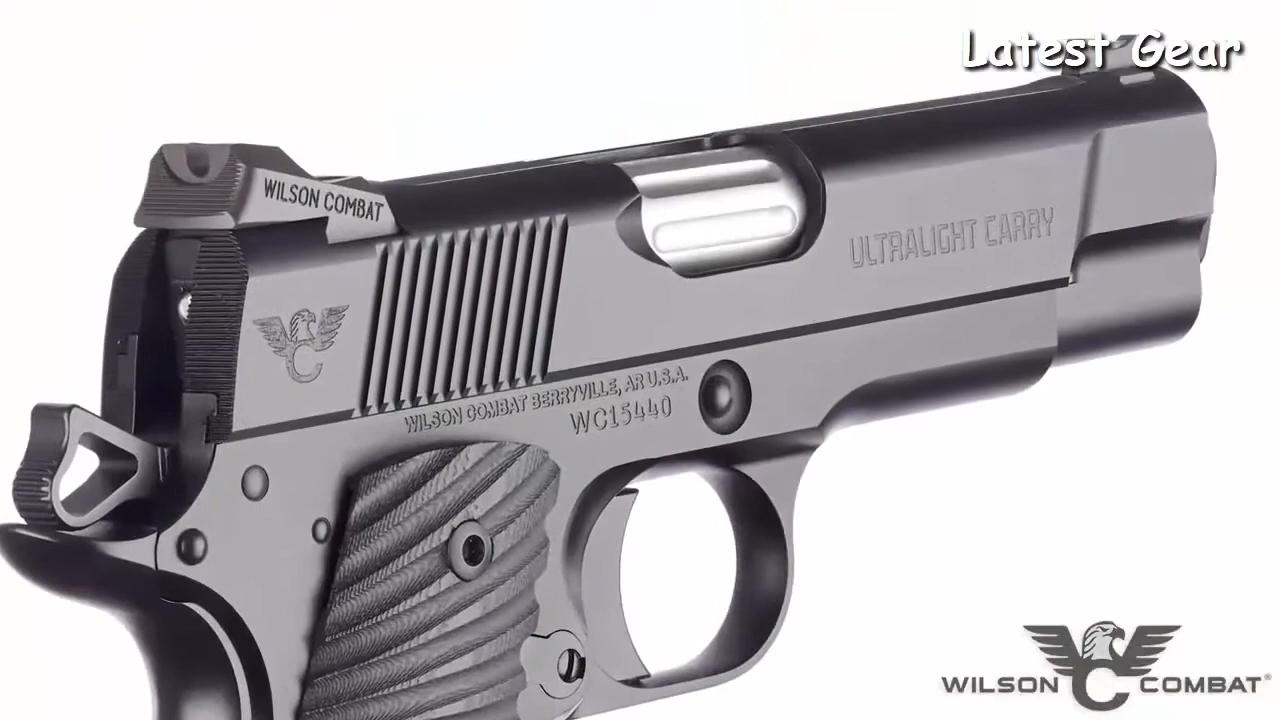 Latest Gear
WILSON COMBAT
ULTRALIGHT CARRY
WILSON COMBAT BERRYVILLE, AR U.S.A.
WC15440
WILSON COMBAT®